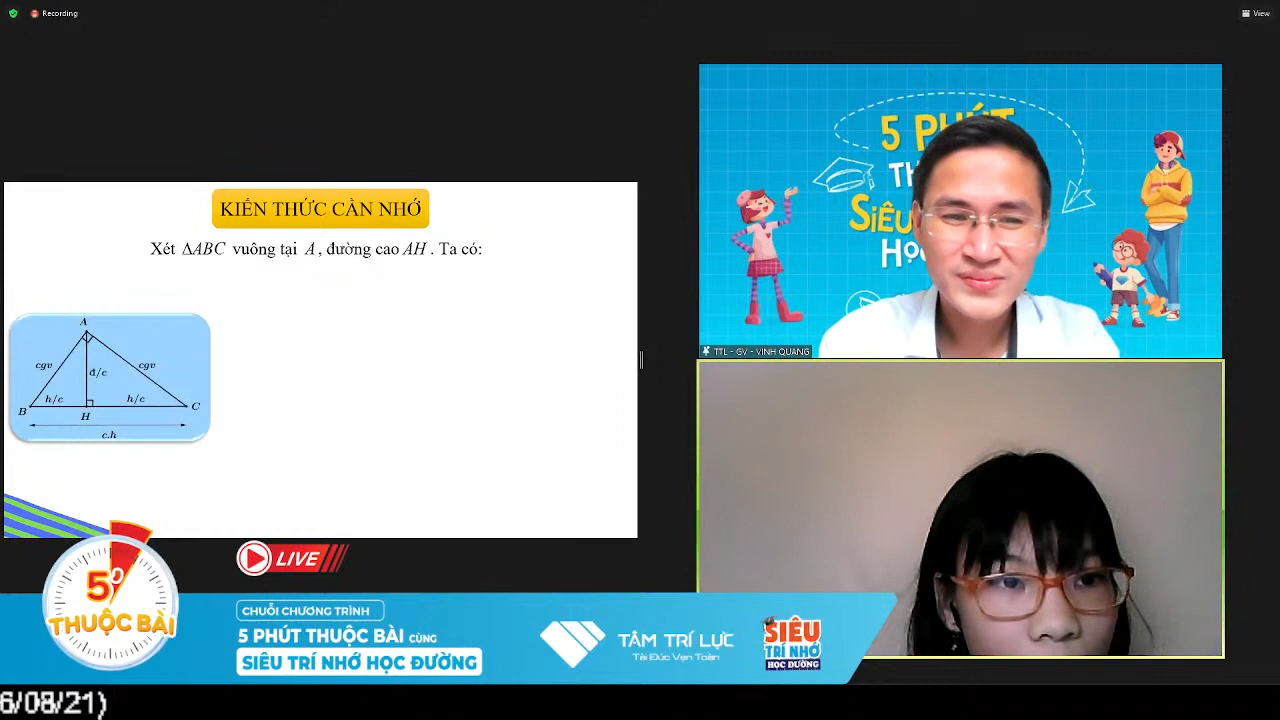 Recording
View
KIẾN THỨC CẦN NHỚ
Xét ΔABC vuông tại A, đường cao AH. Ta có:
A
cgv
cgv
đ/c
h/c
h/c
B
H
C
c.h
5 PHÚT
SIÊU
TTL - GV - VINH QUANG
LIVE
5'
THUỘC BÀI
CHUỖI CHƯƠNG TRÌNH
5 PHÚT THUỘC BÀI CÙNG
SIÊU TRÍ NHỚ HỌC ĐƯỜNG
TÂM TRÍ LỰC
Tài Đức Vẹn Toàn
SIÊU
TRÍ NHỚ
HỌC ĐƯỜNG
6/08/21)